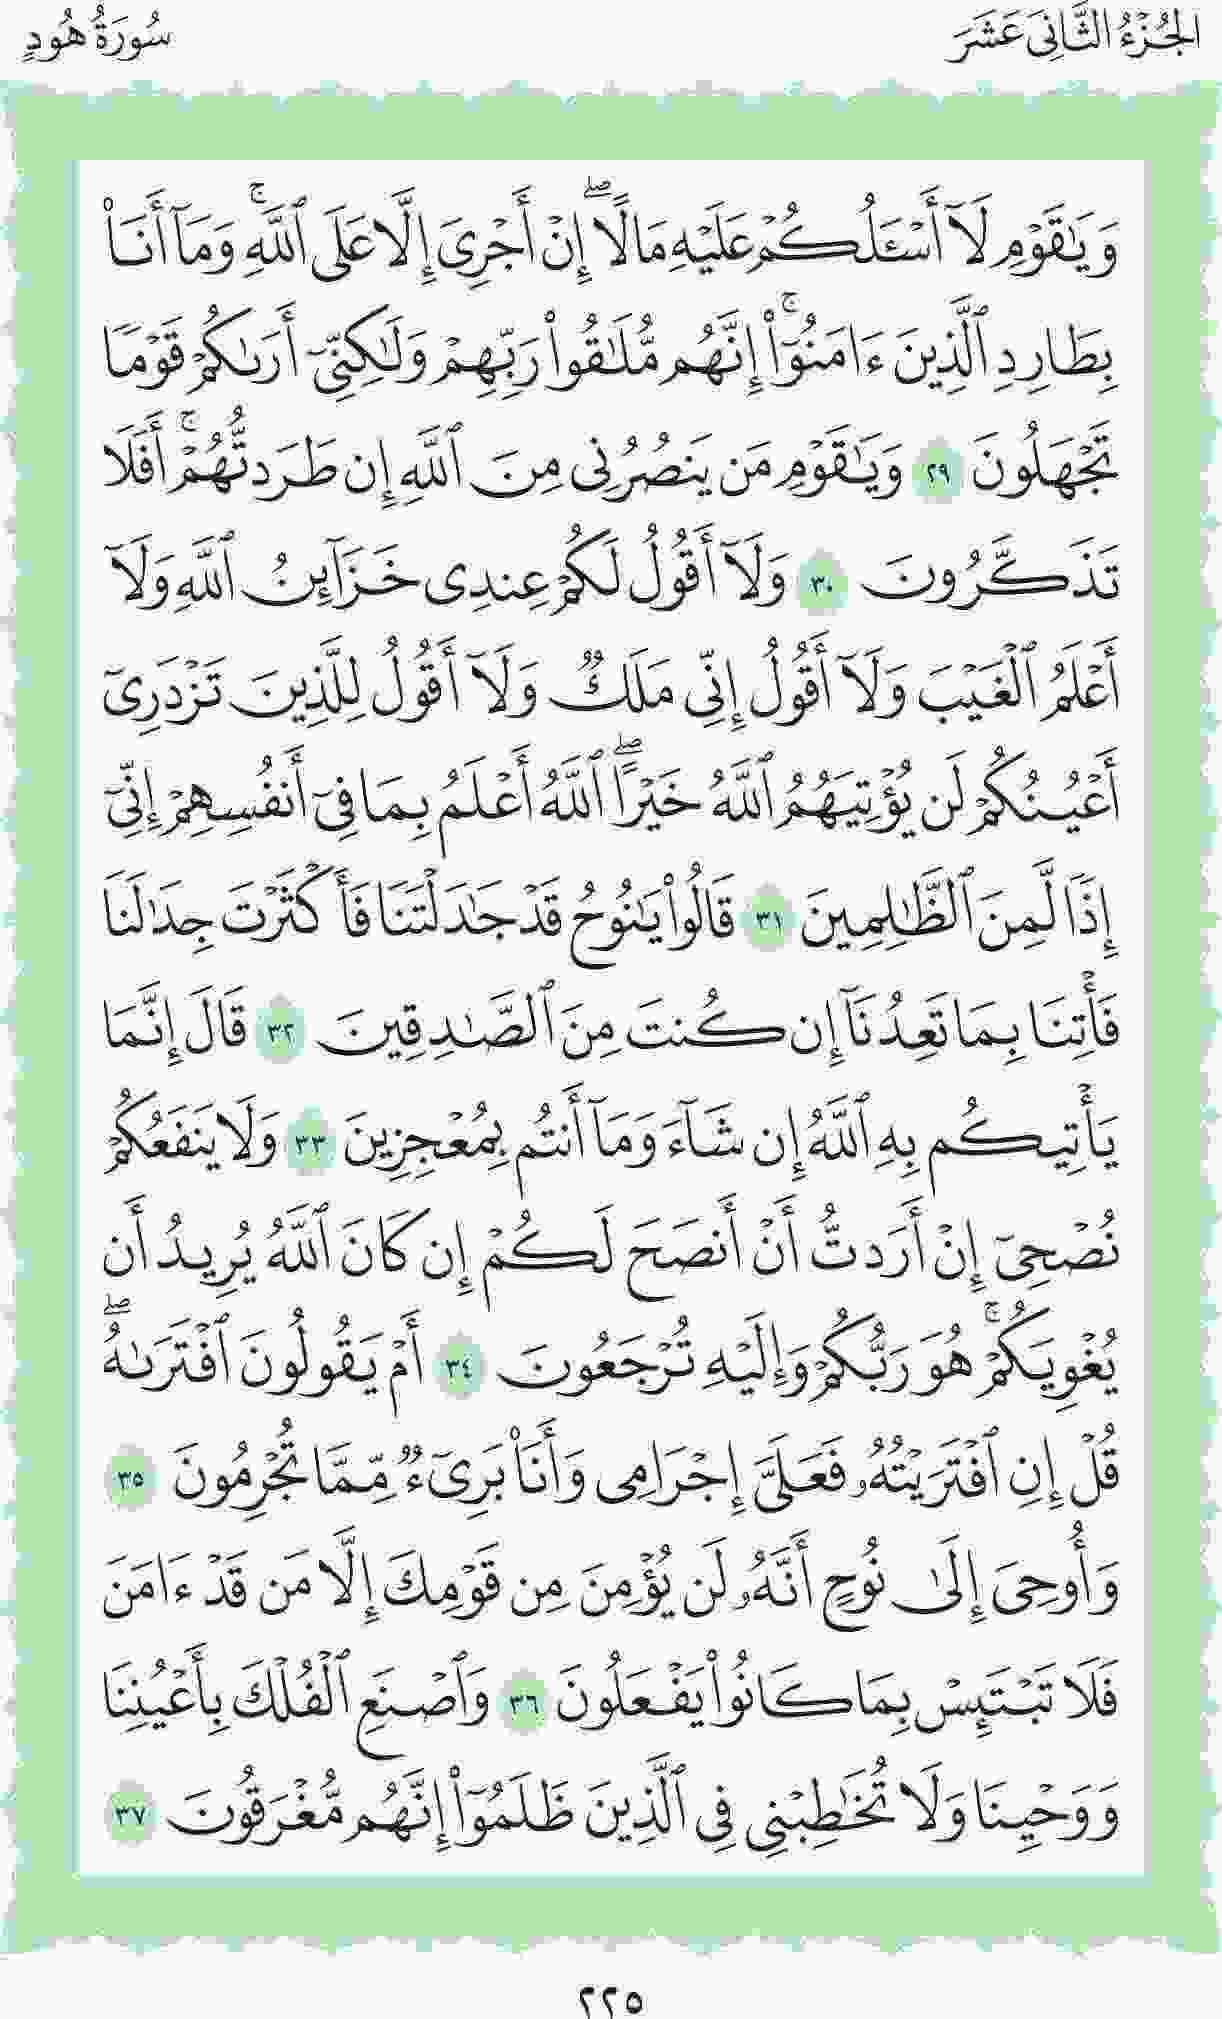 الجُزْءُ الثَّانِيَ عَشَرَ
سُورَةُ هُودٍ
وَيَٰقَوۡمِ لَآ أَسۡـَٔلُكُمۡ عَلَيۡهِ مَالًاۖ إِنۡ أَجۡرِيَ إِلَّا عَلَى ٱللَّهِۚ وَمَآ أَنَا۠
بِطَارِدِ ٱلَّذِينَ ءَامَنُوٓاْۚ إِنَّهُم مُّلَٰقُواْ رَبِّهِمۡ وَلَٰكِنِّيٓ أَرَىٰكُمۡ قَوۡمٗا
تَجۡهَلُونَ ٢٩ وَيَٰقَوۡمِ مَن يَنصُرُنِي مِنَ ٱللَّهِ إِن طَرَدتُّهُمۡۚ أَفَلَا
تَذَكَّرُونَ ٣٠ وَلَآ أَقُولُ لَكُمۡ عِندِي خَزَآئِنُ ٱللَّهِ وَلَآ
أَعۡلَمُ ٱلۡغَيۡبَ وَلَآ أَقُولُ إِنِّي مَلَكٞ وَلَآ أَقُولُ لِلَّذِينَ تَزۡدَرِيٓ
أَعۡيُنُكُمۡ لَن يُؤۡتِيَهُمُ ٱللَّهُ خَيۡرًاۖ ٱللَّهُ أَعۡلَمُ بِمَا فِيٓ أَنفُسِهِمۡ إِنِّيٓ
إِذٗا لَّمِنَ ٱلظَّٰلِمِينَ ٣١ قَالُواْ يَٰنُوحُ قَدۡ جَٰدَلۡتَنَا فَأَكۡثَرۡتَ جِدَٰلَنَا
فَأۡتِنَا بِمَا تَعِدُنَآ إِن كُنتَ مِنَ ٱلصَّٰدِقِينَ ٣٢ قَالَ إِنَّمَا
يَأۡتِيكُم بِهِ ٱللَّهُ إِن شَآءَ وَمَآ أَنتُم بِمُعۡجِزِينَ ٣٣ وَلَا يَنفَعُكُمۡ
نُصۡحِيٓ إِنۡ أَرَدتُّ أَنۡ أَنصَحَ لَكُمۡ إِن كَانَ ٱللَّهُ يُرِيدُ أَن
يُغۡوِيَكُمۡۚ هُوَ رَبُّكُمۡ وَإِلَيۡهِ تُرۡجَعُونَ ٣٤ أَمۡ يَقُولُونَ ٱفۡتَرَىٰهُۖ
قُلۡ إِنِ ٱفۡتَرَيۡتُهُۥ فَعَلَيَّ إِجۡرَامِي وَأَنَا۠ بَرِيٓءٞ مِّمَّا تُجۡرِمُونَ ٣٥
وَأُوحِيَ إِلَىٰ نُوحٍ أَنَّهُۥ لَن يُؤۡمِنَ مِن قَوۡمِكَ إِلَّا مَن قَدۡ ءَامَنَ
فَلَا تَبۡتَئِسۡ بِمَا كَانُواْ يَفۡعَلُونَ ٣٦ وَٱصۡنَعِ ٱلۡفُلۡكَ بِأَعۡيُنِنَا
وَوَحۡيِنَا وَلَا تُخَٰطِبۡنِي فِي ٱلَّذِينَ ظَلَمُوٓاْ إِنَّهُم مُّغۡرَقُونَ ٣٧
٢٢٥